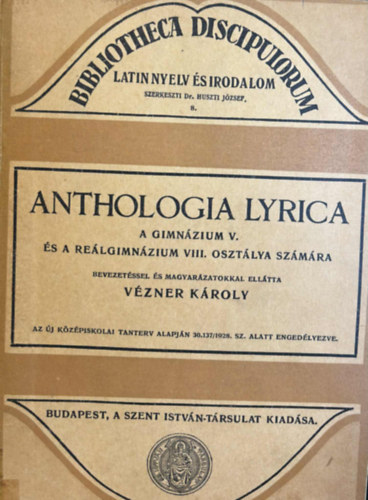 BIBLIOTHECA DISCIPULORUM
LATIN NYELV ÉS IRODALOM
SZERKESZTI Dr. HUSZTI JÓZSEF.
8.
ANTHOLOGIA LYRICA
A GIMNÁZIUM V.
ÉS A REÁLGIMNÁZIUM VIII. OSZTÁLYA SZÁMÁRA
BEVEZETÉSSEL ÉS MAGYARÁZATOKKAL ELLÁTTA
VÉZNER KÁROLY
AZ ÚJ KÖZÉPISKOLAI TANTERV ALAPJÁN 30.137/1928. SZ. ALATT ENGEDÉLYEZVE.
BUDAPEST, A SZENT ISTVÁN-TÁRSULAT KIADÁSA.